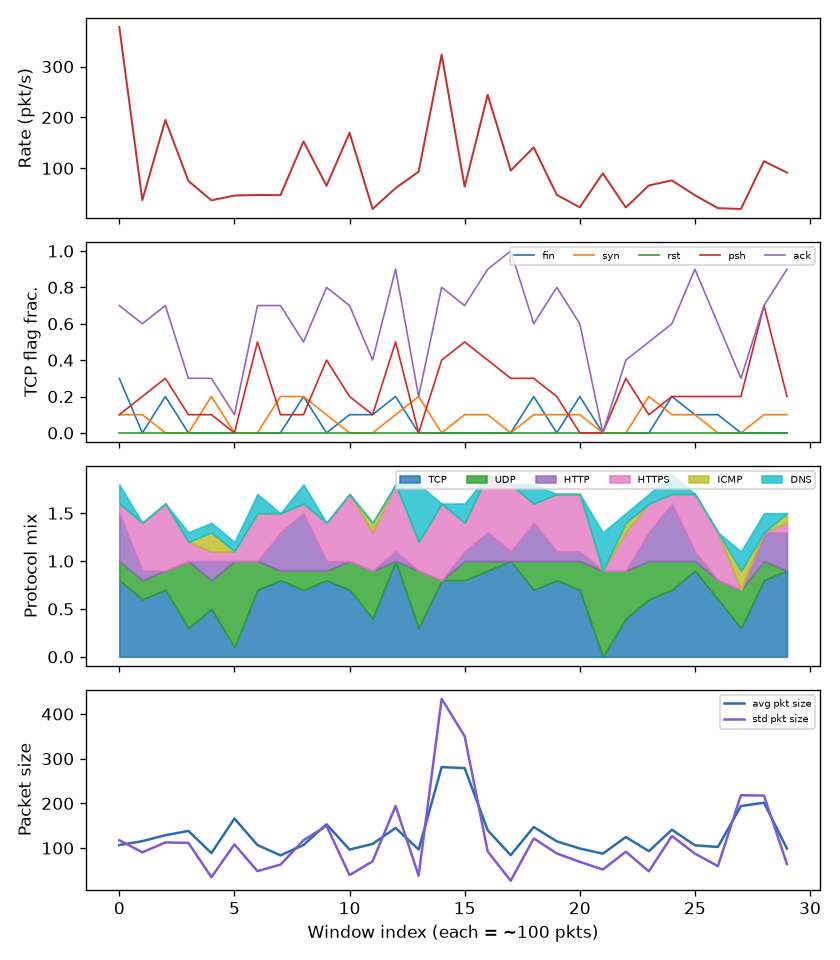 Rate (pkt/s)
300
200
100
TCP flag frac.
1.0
0.8
0.6
0.4
0.2
0.0
fin syn rst psh ack
Protocol mix
1.5
1.0
0.5
0.0
TCP UDP HTTP HTTPS ICMP DNS
Packet size
400
300
200
100
avg pkt size
std pkt size
0 5 10 15 20 25 30
Window index (each = ~100 pkts)